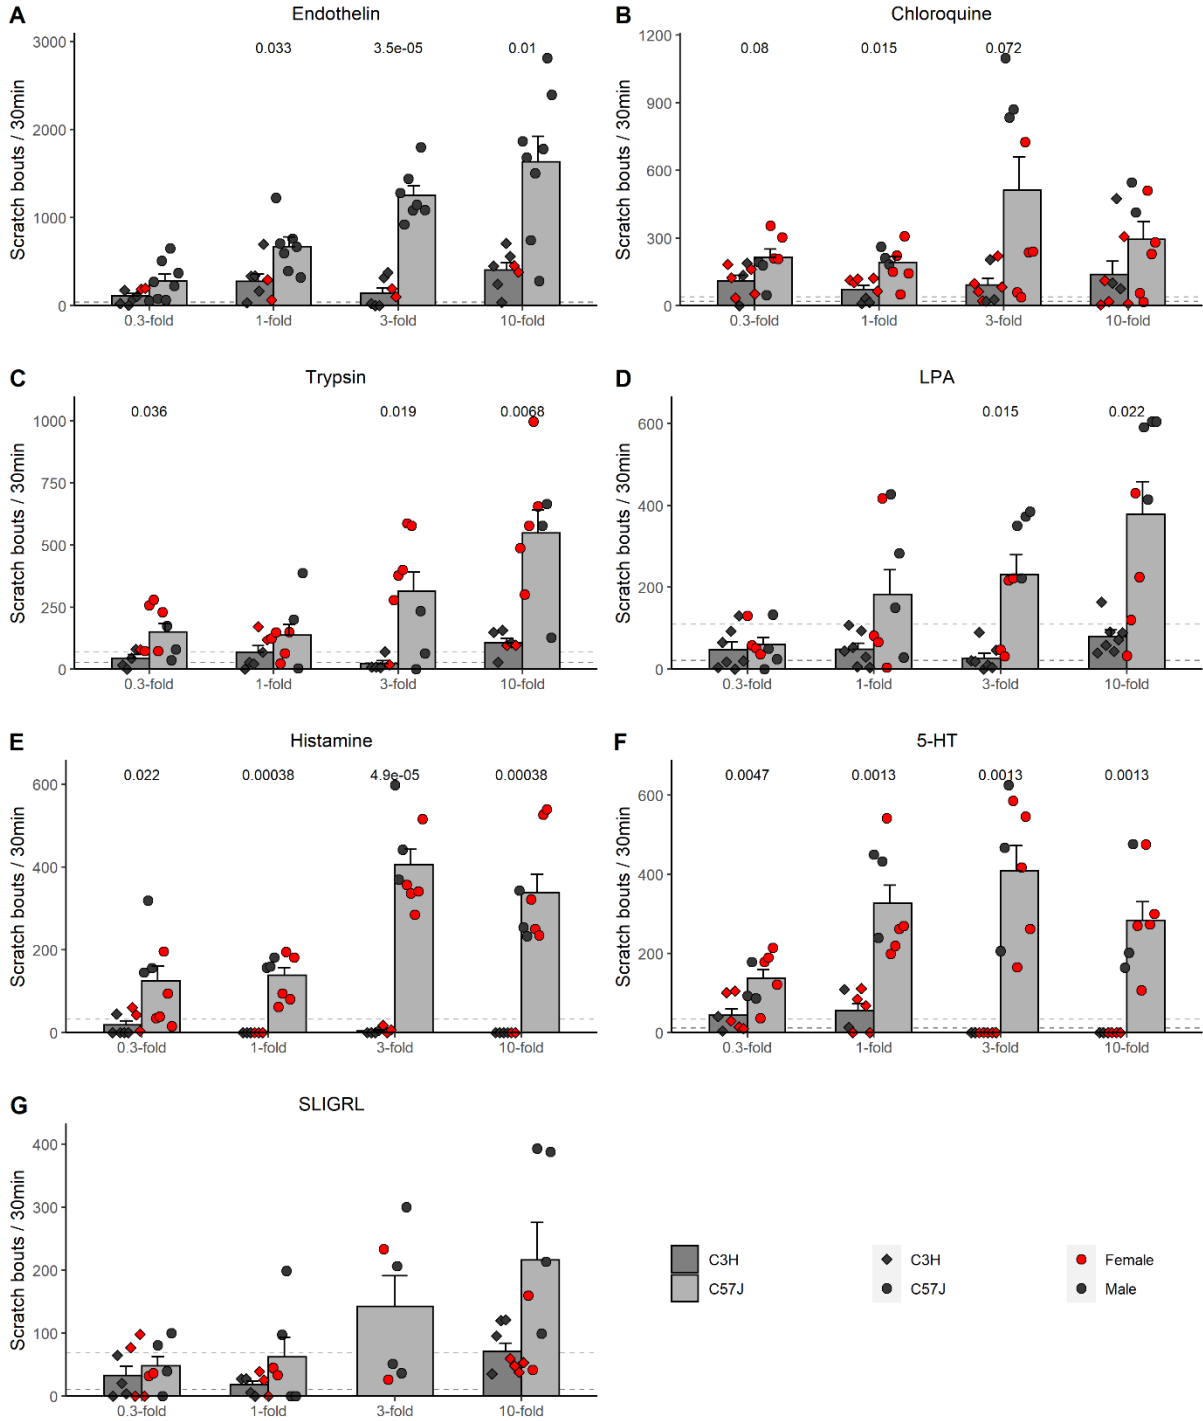 A
Endothelin
Scratch bouts / 30min
3000
2000
1000
0
0.033
3.5e-05
0.01
0.3-fold
1-fold
3-fold
10-fold
B
Chloroquine
Scratch bouts / 30min
1200
900
600
300
0
0.08
0.015
0.072
0.3-fold
1-fold
3-fold
10-fold
C
Trypsin
Scratch bouts / 30min
1000
750
500
250
0
0.036
0.019
0.0068
0.3-fold
1-fold
3-fold
10-fold
D
LPA
Scratch bouts / 30min
600
400
200
0
0.015
0.022
0.3-fold
1-fold
3-fold
10-fold
E
Histamine
Scratch bouts / 30min
600
400
200
0
0.022
0.00038
4.9e-05
0.00038
0.3-fold
1-fold
3-fold
10-fold
F
5-HT
Scratch bouts / 30min
600
400
200
0
0.0047
0.0013
0.0013
0.0013
0.3-fold
1-fold
3-fold
10-fold
G
SLIGRL
Scratch bouts / 30min
400
300
200
100
0
0.3-fold
1-fold
3-fold
10-fold
C3H
C57J
C3H
C57J
Female
Male